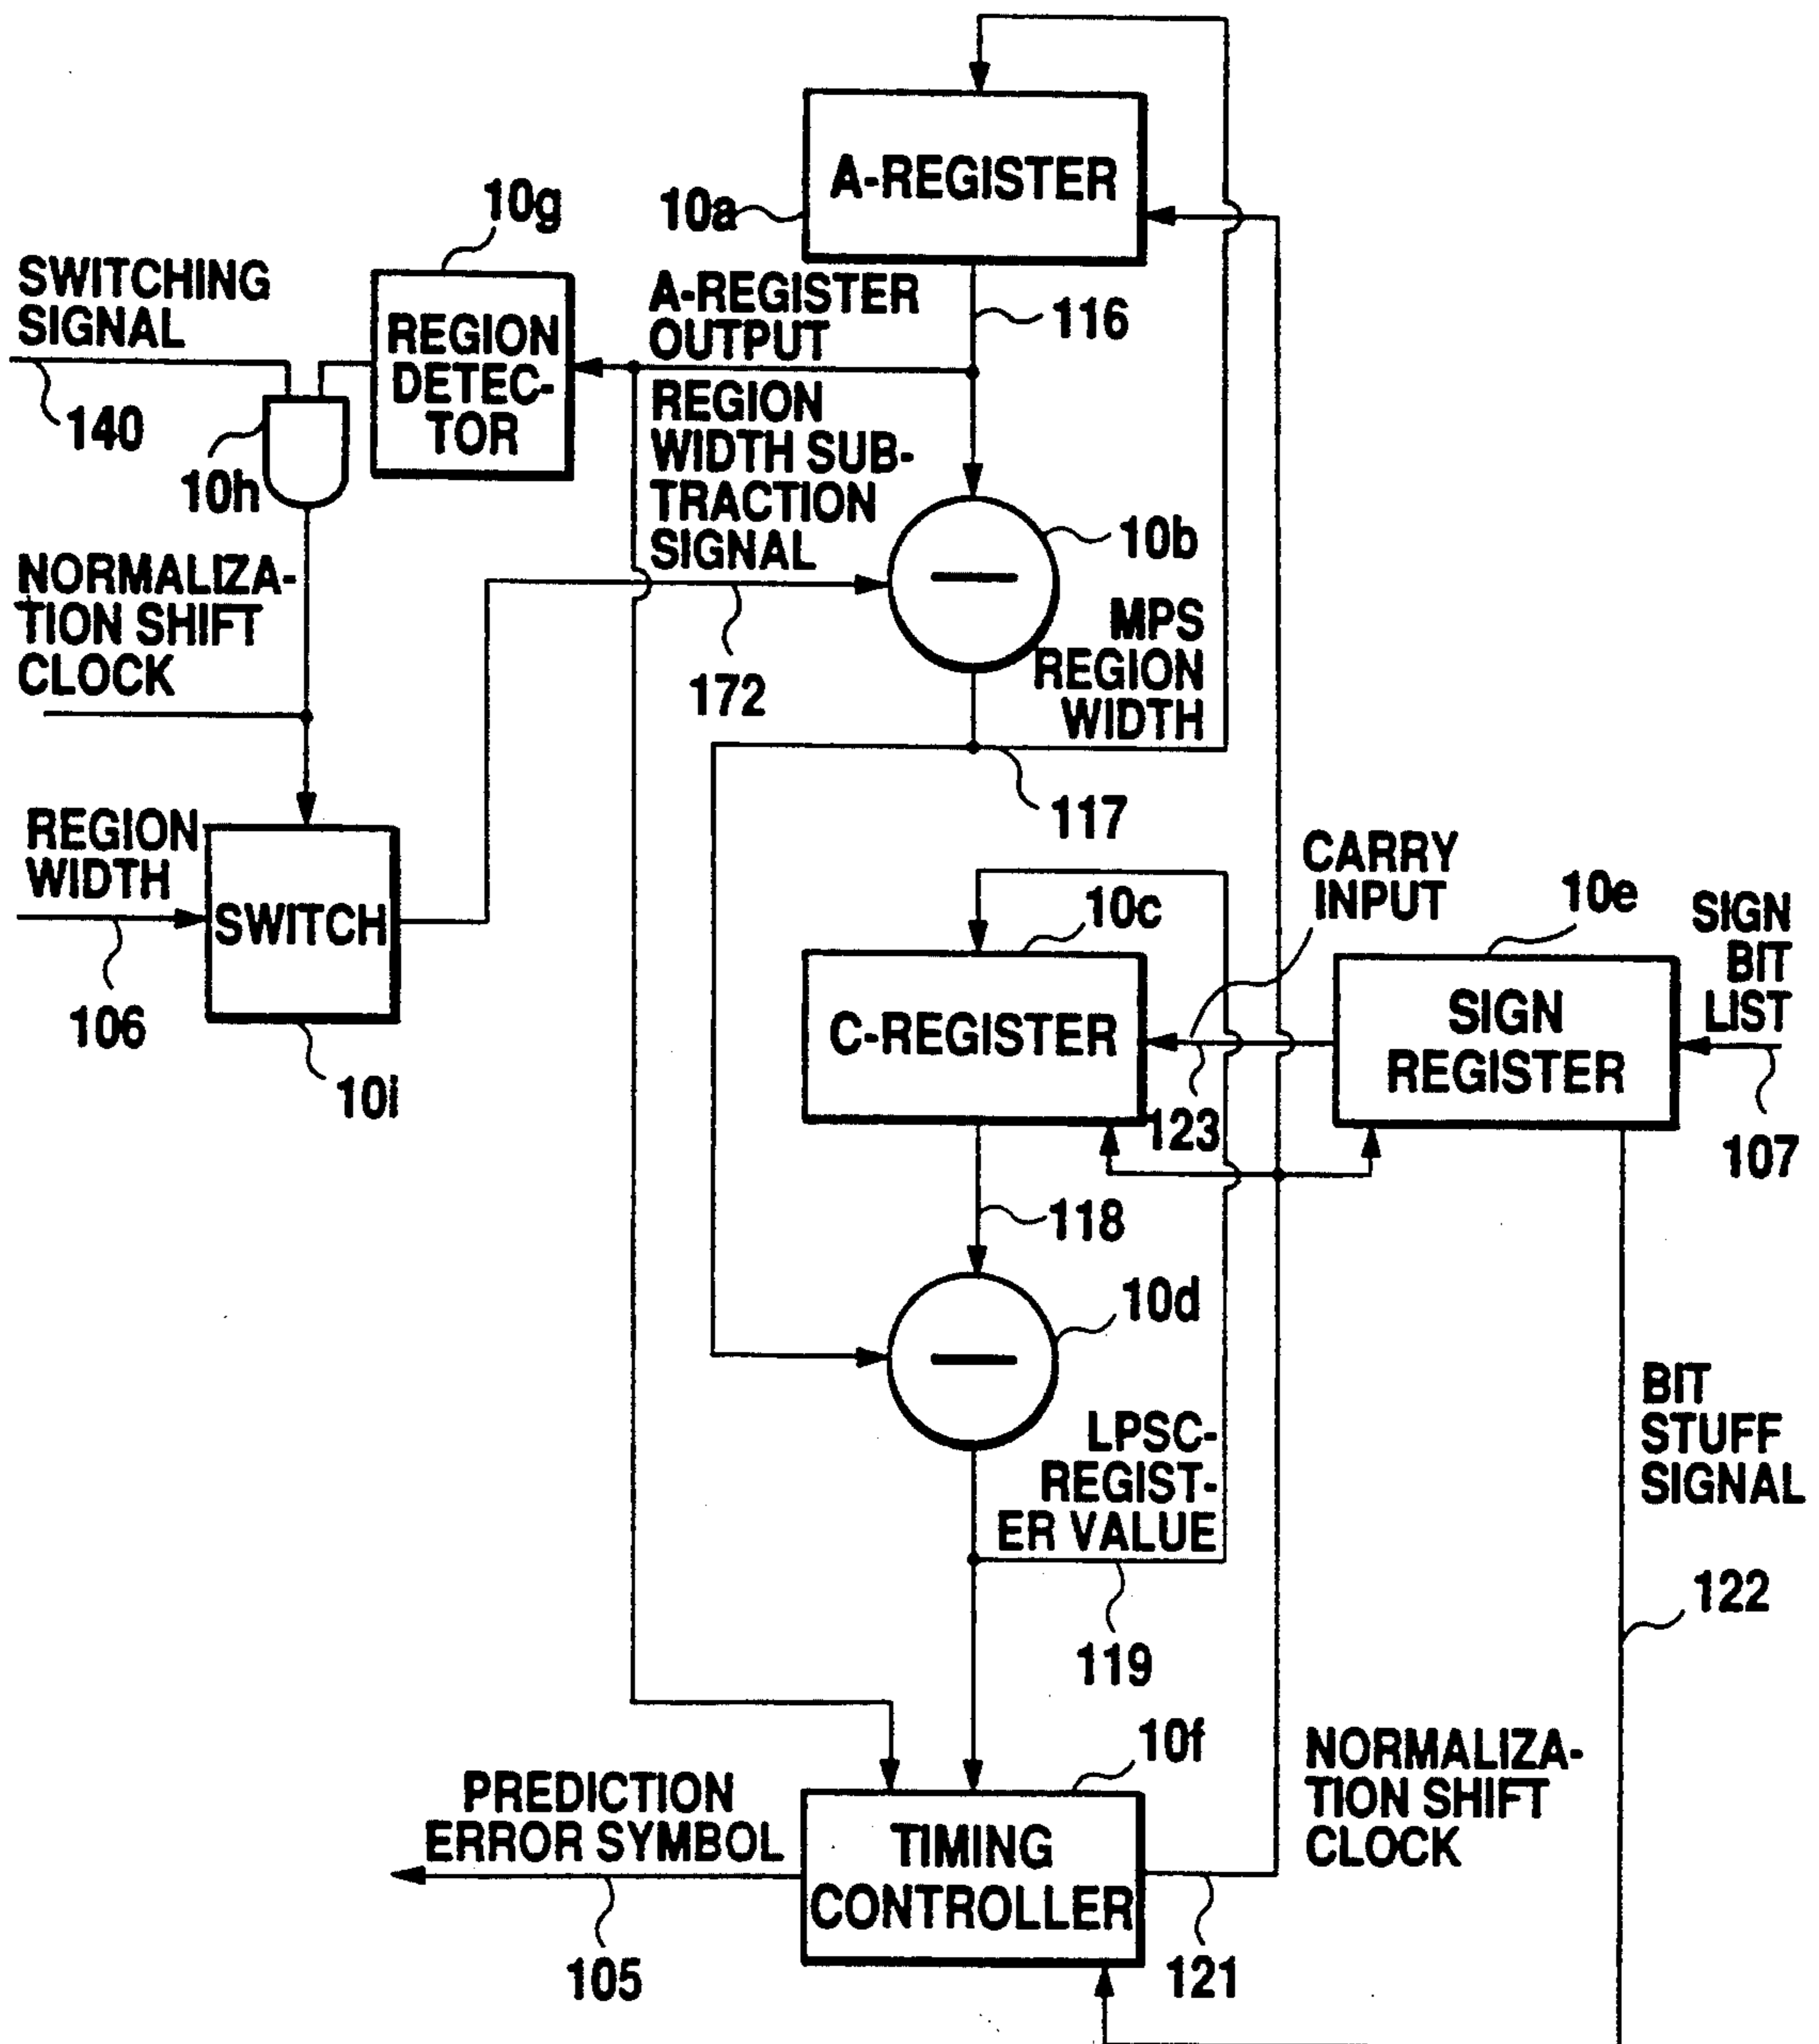 A-REGISTER
10a
10g
SWITCHING
SIGNAL
140
10h
REGION
DETEC-
TOR
A-REGISTER
OUTPUT
116
REGION
WIDTH SUB-
TRACTION
SIGNAL
10b
NORMALIZA-
TION SHIFT
CLOCK
172
MPS
REGION
WIDTH
117
REGION
WIDTH
106
SWITCH
10i
CARRY
INPUT
10c
10e
SIGN
BIT
LIST
C-REGISTER
SIGN
REGISTER
123
107
118
10d
LPSC-
REGIST-
ER VALUE
119
BIT
STUFF
SIGNAL
122
10f
NORMALIZA-
TION SHIFT
CLOCK
PREDICTION
ERROR SYMBOL
105
TIMING
CONTROLLER
121